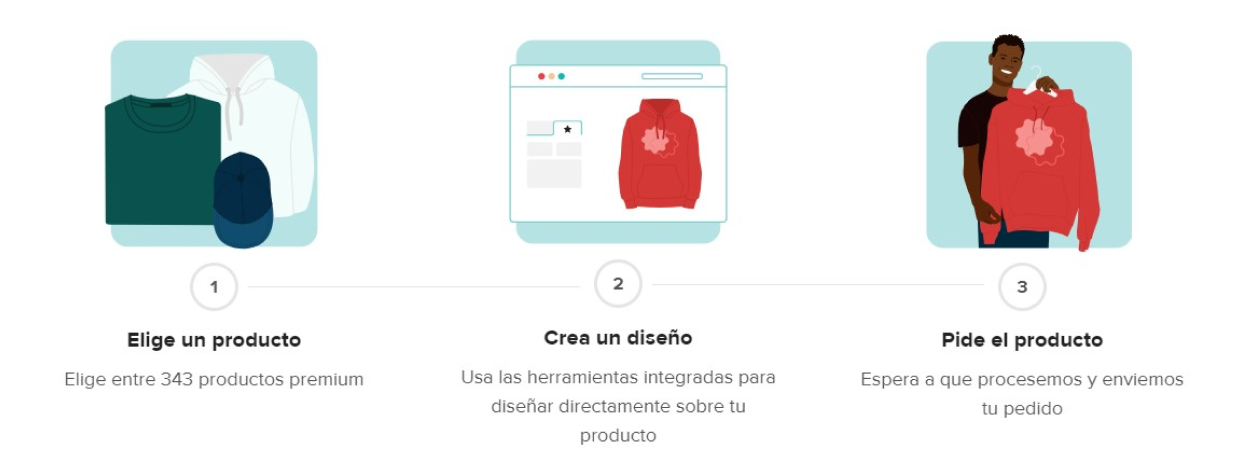 1
Elige un producto
Elige entre 343 productos premium
2
Crea un diseño
Usa las herramientas integradas para
diseñar directamente sobre tu
producto
3
Pide el producto
Espera a que procesemos y enviemos
tu pedido